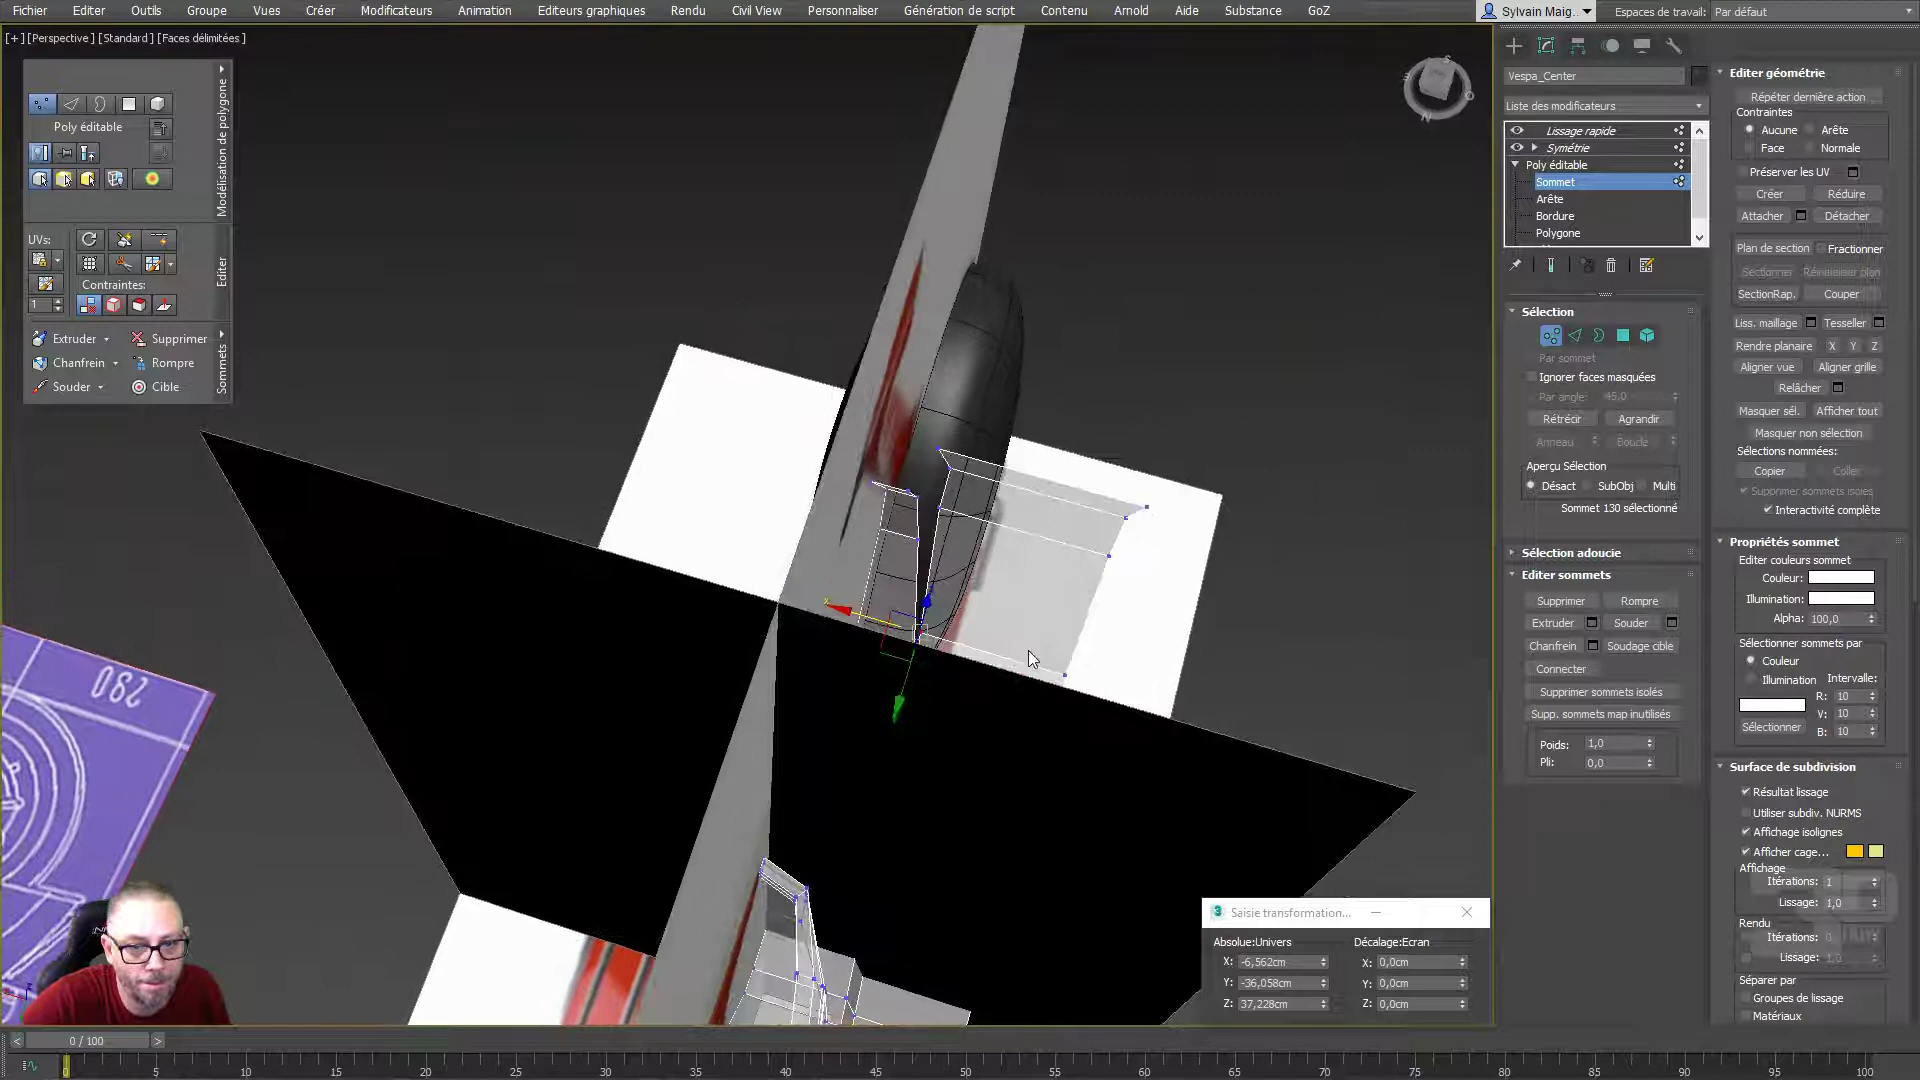 Fichier Editer Outils Groupe Vues Créer Modificateurs Animation Editeurs graphiques Rendu Civil View Personnaliser Génération de script Contenu Arnold Aide Substance GoZ Sylvain Maig... Espaces de travail: Par défaut
[+] [Perspective ] [Standard ] [Faces délimitées ]
Poly éditable
Modélisation de polygone
UVs:
1
Contraintes:
Editer
Extruder Supprimer
Chanfrein Rompre
Souder Cible
Sommets
280
Vespa_Center
Liste des modificateurs
Lissage rapide
Symétrie
Poly éditable
Sommet
Arête
Bordure
Polygone
Sélection
Par sommet
Ignorer faces masquées
Par angle: 45,0
Rétrécir Agrandir
Anneau Boucle
Aperçu Sélection
Désact SubObj Multi
Sommet 130 sélectionné
Sélection adoucie
Editer sommets
Supprimer Rompre
Extruder Souder
Chanfrein Soudage cible
Connecter
Supprimer sommets isolés
Supp. sommets map inutilisés
Poids: 1,0
Pli: 0,0
Editer géométrie
Répéter dernière action
Contraintes
Aucune Arête
Face Normale
Préserver les UV
Créer Réduire
Attacher Détacher
Plan de section Fractionner
Sectionner Réinitialiser plan
SectionRap. Couper
Liss. maillage Tesseller
Rendre planaire X Y Z
Aligner vue Aligner grille
Relâcher
Masquer sél. Afficher tout
Masquer non sélection
Sélections nommées:
Copier Coller
Supprimer sommets isolés
Interactivité complète
Propriétés sommet
Editer couleurs sommet
Couleur:
Illumination:
Alpha: 100,0
Sélectionner sommets par
Couleur
Illumination Intervalle:
R: 10
V: 10
Sélectionner B: 10
Surface de subdivision
Résultat lissage
Utiliser subdiv. NURMS
Affichage isolignes
Afficher cage...
Affichage
Itérations: 1
Lissage: 1,0
Rendu
Itérations: 0
Lissage: 1,0
Séparer par
Groupes de lissage
Matériaux
3 Saisie transformation...
Absolue:Univers Décalage:Ecran
X: -6,562cm X: 0,0cm
Y: -36,058cm Y: 0,0cm
Z: 37,228cm Z: 0,0cm
< 0 / 100 >
0 5 10 15 20 25 30 35 40 45 50 55 60 65 70 75 80 85 90 95 100